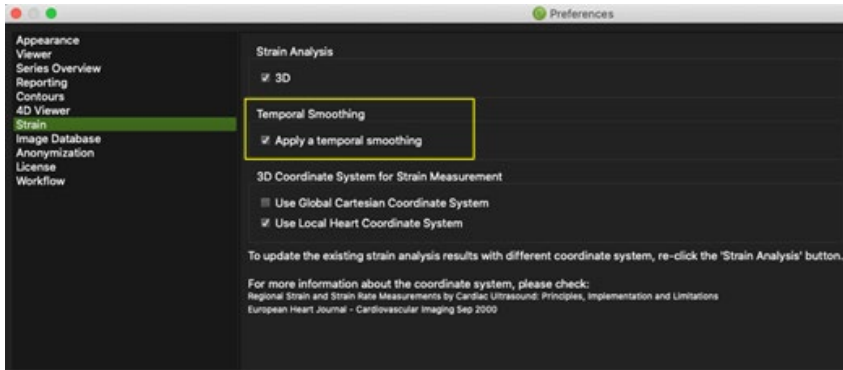 Preferences
Appearance
Viewer
Series Overview
Reporting
Contours
4D Viewer
Strain
Image Database
Anonymization
License
Workflow
Strain Analysis
3D
Temporal Smoothing
Apply a temporal smoothing
3D Coordinate System for Strain Measurement
Use Global Cartesian Coordinate System
Use Local Heart Coordinate System
To update the existing strain analysis results with different coordinate system, re-click the 'Strain Analysis' button.
For more information about the coordinate system, please check:
Regional Strain and Strain Rate Measurements by Cardiac Ultrasound: Principles, Implementation and Limitations
European Heart Journal - Cardiovascular Imaging Sep 2000